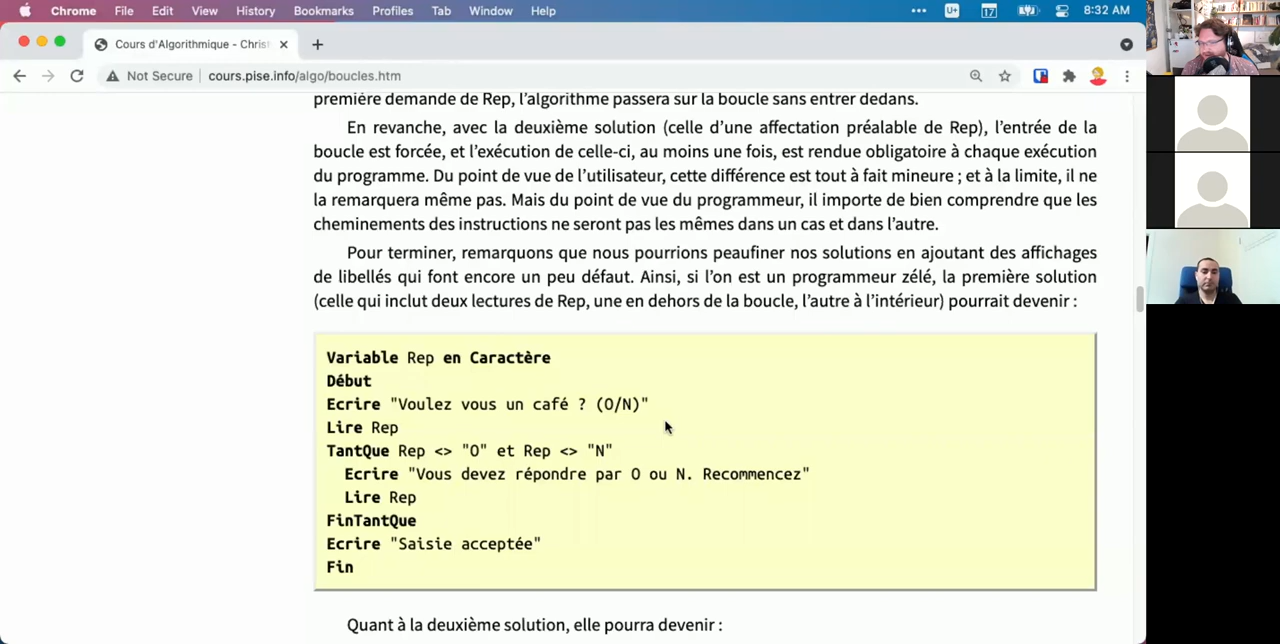 Chrome File Edit View History Bookmarks Profiles Tab Window Help ••• U+ 17 8:32 AM
Cours d'Algorithmique - Christ
Not Secure cours.pise.info/algo/boucles.htm
première demande de Rep, l'algorithme passera sur la boucle sans entrer dedans.
En revanche, avec la deuxième solution (celle d'une affectation préalable de Rep), l'entrée de la
boucle est forcée, et l'exécution de celle-ci, au moins une fois, est rendue obligatoire à chaque exécution
du programme. Du point de vue de l'utilisateur, cette différence est tout à fait mineure ; et à la limite, il ne
la remarquera même pas. Mais du point de vue du programmeur, il importe de bien comprendre que les
cheminements des instructions ne seront pas les mêmes dans un cas et dans l'autre.
Pour terminer, remarquons que nous pourrions peaufiner nos solutions en ajoutant des affichages
de libellés qui font encore un peu défaut. Ainsi, si l'on est un programmeur zélé, la première solution
(celle qui inclut deux lectures de Rep, une en dehors de la boucle, l'autre à l'intérieur) pourrait devenir :
Variable Rep en Caractère
Début
Ecrire "Voulez vous un café ? (O/N)"
Lire Rep
TantQue Rep <> "O" et Rep <> "N"
Ecrire "Vous devez répondre par O ou N. Recommencez"
Lire Rep
FinTantQue
Ecrire "Saisie acceptée"
Fin
Quant à la deuxième solution, elle pourra devenir :